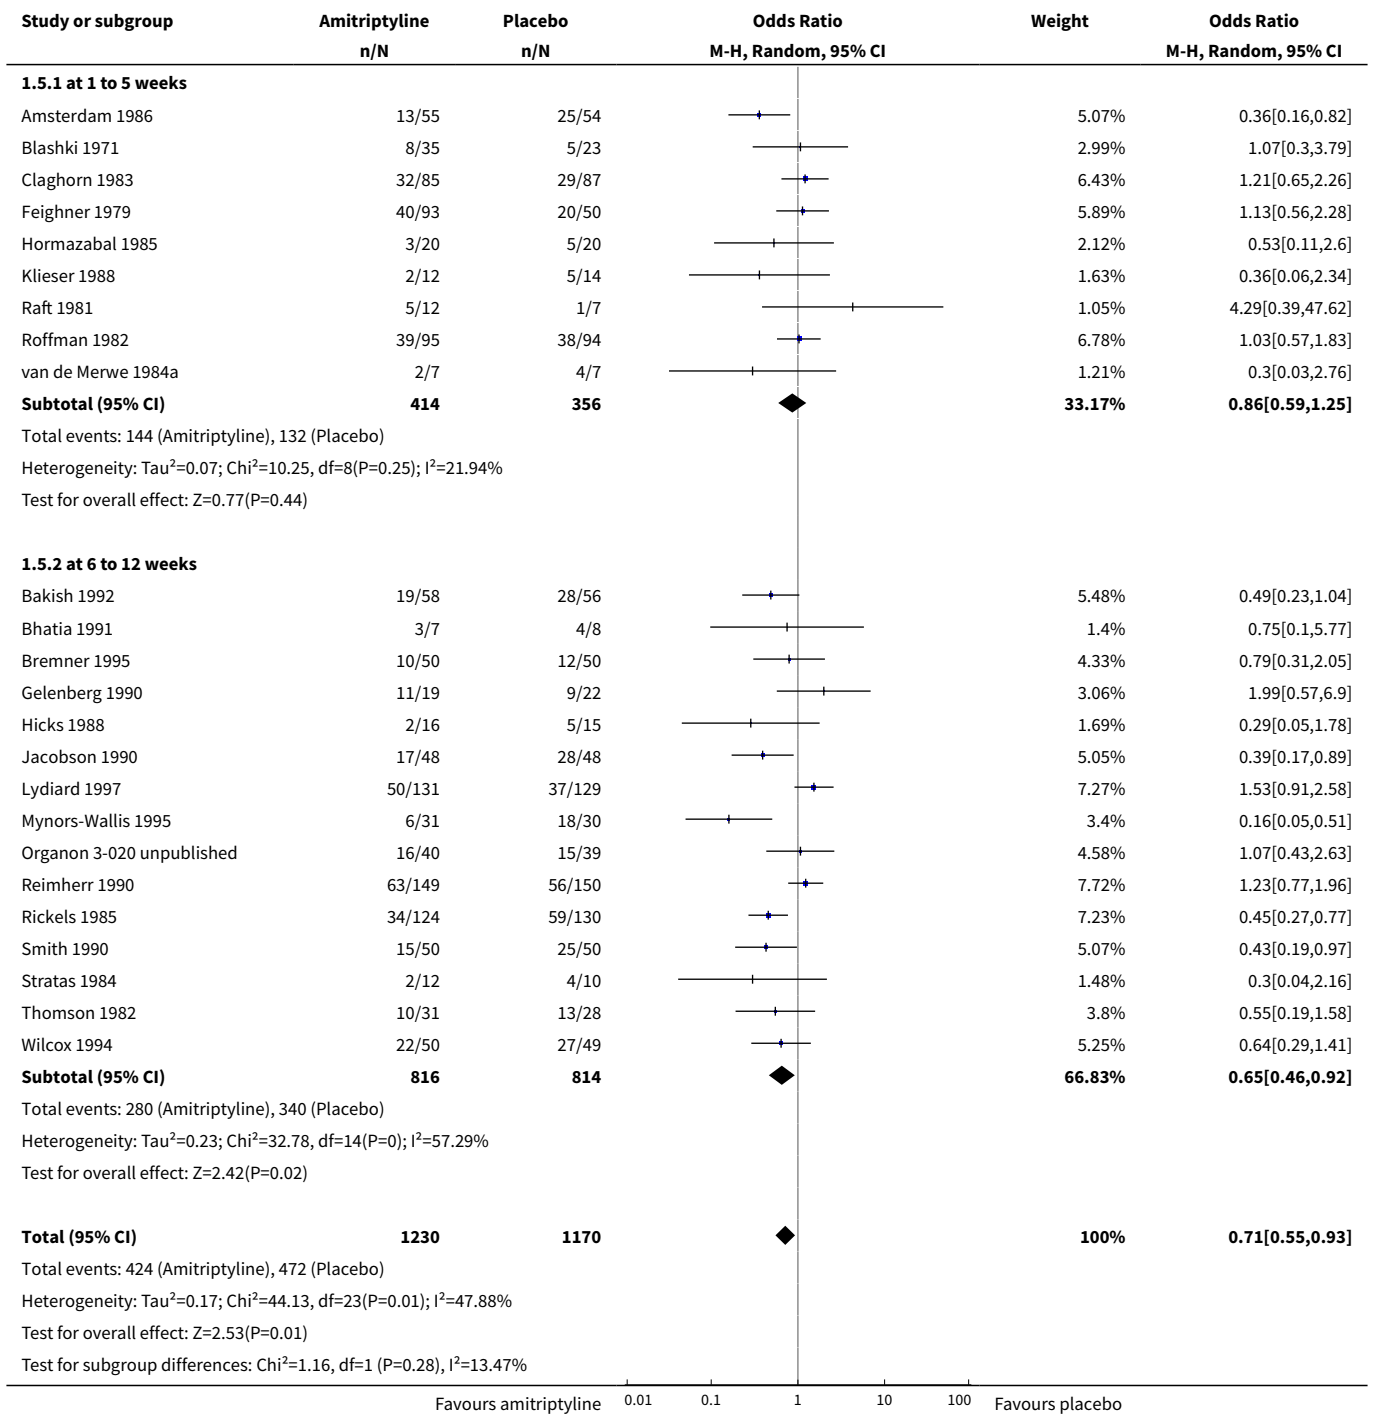 Study or subgroup Amitriptyline Placebo Odds Ratio Weight Odds Ratio
n/N n/N M-H, Random, 95% CI M-H, Random, 95% CI
1.5.1 at 1 to 5 weeks
Amsterdam 1986 13/55 25/54 5.07% 0.36[0.16,0.82]
Blashki 1971 8/35 5/23 2.99% 1.07[0.3,3.79]
Claghorn 1983 32/85 29/87 6.43% 1.21[0.65,2.26]
Feighner 1979 40/93 20/50 5.89% 1.13[0.56,2.28]
Hormazabal 1985 3/20 5/20 2.12% 0.53[0.11,2.6]
Klieser 1988 2/12 5/14 1.63% 0.36[0.06,2.34]
Raft 1981 5/12 1/7 1.05% 4.29[0.39,47.62]
Roffman 1982 39/95 38/94 6.78% 1.03[0.57,1.83]
van de Merwe 1984a 2/7 4/7 1.21% 0.3[0.03,2.76]
Subtotal (95% CI) 414 356 33.17% 0.86[0.59,1.25]
Total events: 144 (Amitriptyline), 132 (Placebo)
Heterogeneity: Tau²=0.07; Chi²=10.25, df=8(P=0.25); I²=21.94%
Test for overall effect: Z=0.77(P=0.44)
1.5.2 at 6 to 12 weeks
Bakish 1992 19/58 28/56 5.48% 0.49[0.23,1.04]
Bhatia 1991 3/7 4/8 1.4% 0.75[0.1,5.77]
Bremner 1995 10/50 12/50 4.33% 0.79[0.31,2.05]
Gelenberg 1990 11/19 9/22 3.06% 1.99[0.57,6.9]
Hicks 1988 2/16 5/15 1.69% 0.29[0.05,1.78]
Jacobson 1990 17/48 28/48 5.05% 0.39[0.17,0.89]
Lydiard 1997 50/131 37/129 7.27% 1.53[0.91,2.58]
Mynors-Wallis 1995 6/31 18/30 3.4% 0.16[0.05,0.51]
Organon 3-020 unpublished 16/40 15/39 4.58% 1.07[0.43,2.63]
Reimherr 1990 63/149 56/150 7.72% 1.23[0.77,1.96]
Rickels 1985 34/124 59/130 7.23% 0.45[0.27,0.77]
Smith 1990 15/50 25/50 5.07% 0.43[0.19,0.97]
Stratas 1984 2/12 4/10 1.48% 0.3[0.04,2.16]
Thomson 1982 10/31 13/28 3.8% 0.55[0.19,1.58]
Wilcox 1994 22/50 27/49 5.25% 0.64[0.29,1.41]
Subtotal (95% CI) 816 814 66.83% 0.65[0.46,0.92]
Total events: 280 (Amitriptyline), 340 (Placebo)
Heterogeneity: Tau²=0.23; Chi²=32.78, df=14(P=0); I²=57.29%
Test for overall effect: Z=2.42(P=0.02)
Total (95% CI) 1230 1170 100% 0.71[0.55,0.93]
Total events: 424 (Amitriptyline), 472 (Placebo)
Heterogeneity: Tau²=0.17; Chi²=44.13, df=23(P=0.01); I²=47.88%
Test for overall effect: Z=2.53(P=0.01)
Test for subgroup differences: Chi²=1.16, df=1 (P=0.28), I²=13.47%
Favours amitriptyline 0.01 0.1 1 10 100 Favours placebo